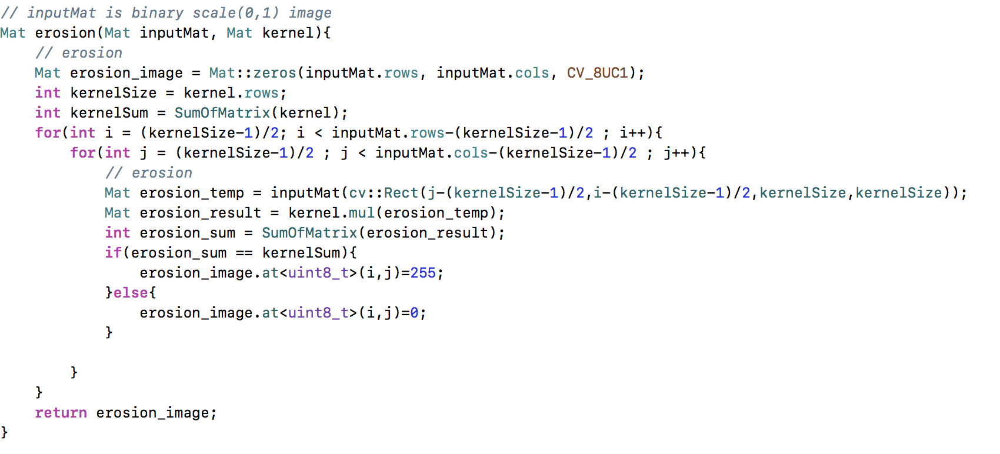 // inputMat is binary scale(0,1) image
Mat erosion(Mat inputMat, Mat kernel){
    // erosion
    Mat erosion_image = Mat::zeros(inputMat.rows, inputMat.cols, CV_8UC1);
    int kernelSize = kernel.rows;
    int kernelSum = SumOfMatrix(kernel);
    for(int i = (kernelSize-1)/2; i < inputMat.rows-(kernelSize-1)/2 ; i++){
        for(int j = (kernelSize-1)/2 ; j < inputMat.cols-(kernelSize-1)/2 ; j++){
            // erosion
            Mat erosion_temp = inputMat(cv::Rect(j-(kernelSize-1)/2,i-(kernelSize-1)/2,kernelSize,kernelSize));
            Mat erosion_result = kernel.mul(erosion_temp);
            int erosion_sum = SumOfMatrix(erosion_result);
            if(erosion_sum == kernelSum){
                erosion_image.at<uint8_t>(i,j)=255;
            }else{
                erosion_image.at<uint8_t>(i,j)=0;
            }

        }
    }
    return erosion_image;
}